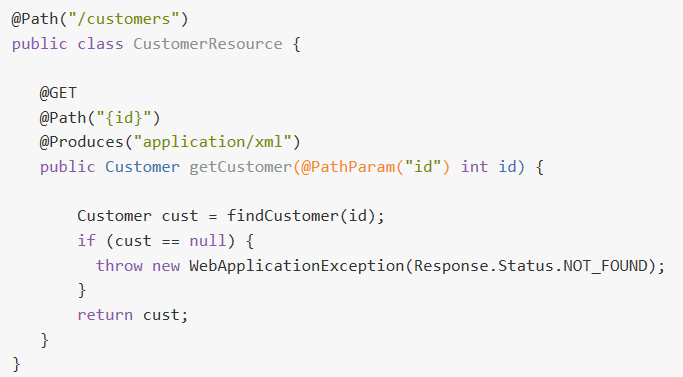 @Path("/customers")
public class CustomerResource {
@GET
@Path("{id}")
@Produces("application/xml")
public Customer getCustomer(@PathParam("id") int id) {
Customer cust = findCustomer(id);
if (cust == null) {
throw new WebApplicationException(Response.Status.NOT_FOUND);
}
return cust;
}
}